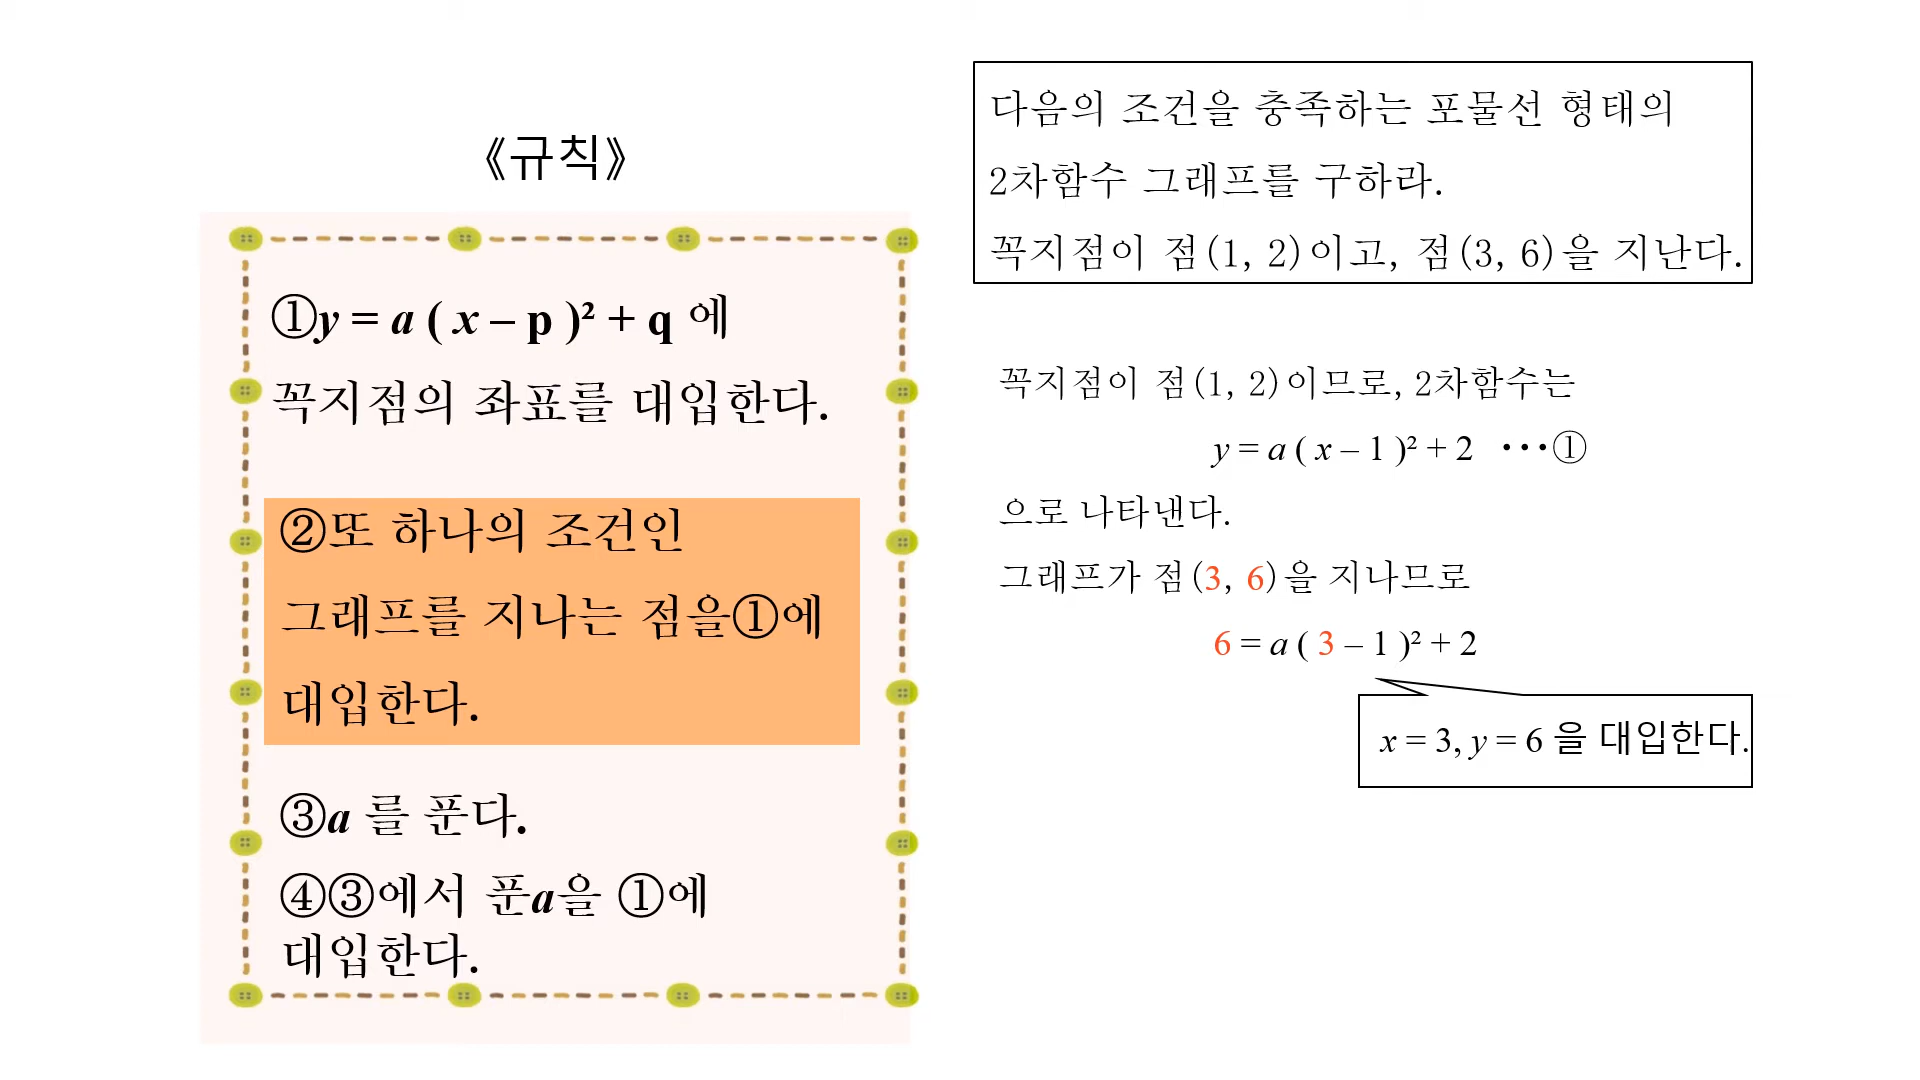 《규칙》
①y = a ( x – p )² + q 에
꼭지점의 좌표를 대입한다.
②또 하나의 조건인
그래프를 지나는 점을①에
대입한다.
③a 를 푼다.
④③에서 푼a을 ①에
대입한다.
다음의 조건을 충족하는 포물선 형태의
2차함수 그래프를 구하라.
꼭지점이 점(1, 2)이고, 점(3, 6)을 지난다.
꼭지점이 점(1, 2)이므로, 2차함수는
y = a ( x – 1 )² + 2 ･･･①
으로 나타낸다.
그래프가 점(3, 6)을 지나므로
6 = a ( 3 – 1 )² + 2
x = 3, y = 6 을 대입한다.